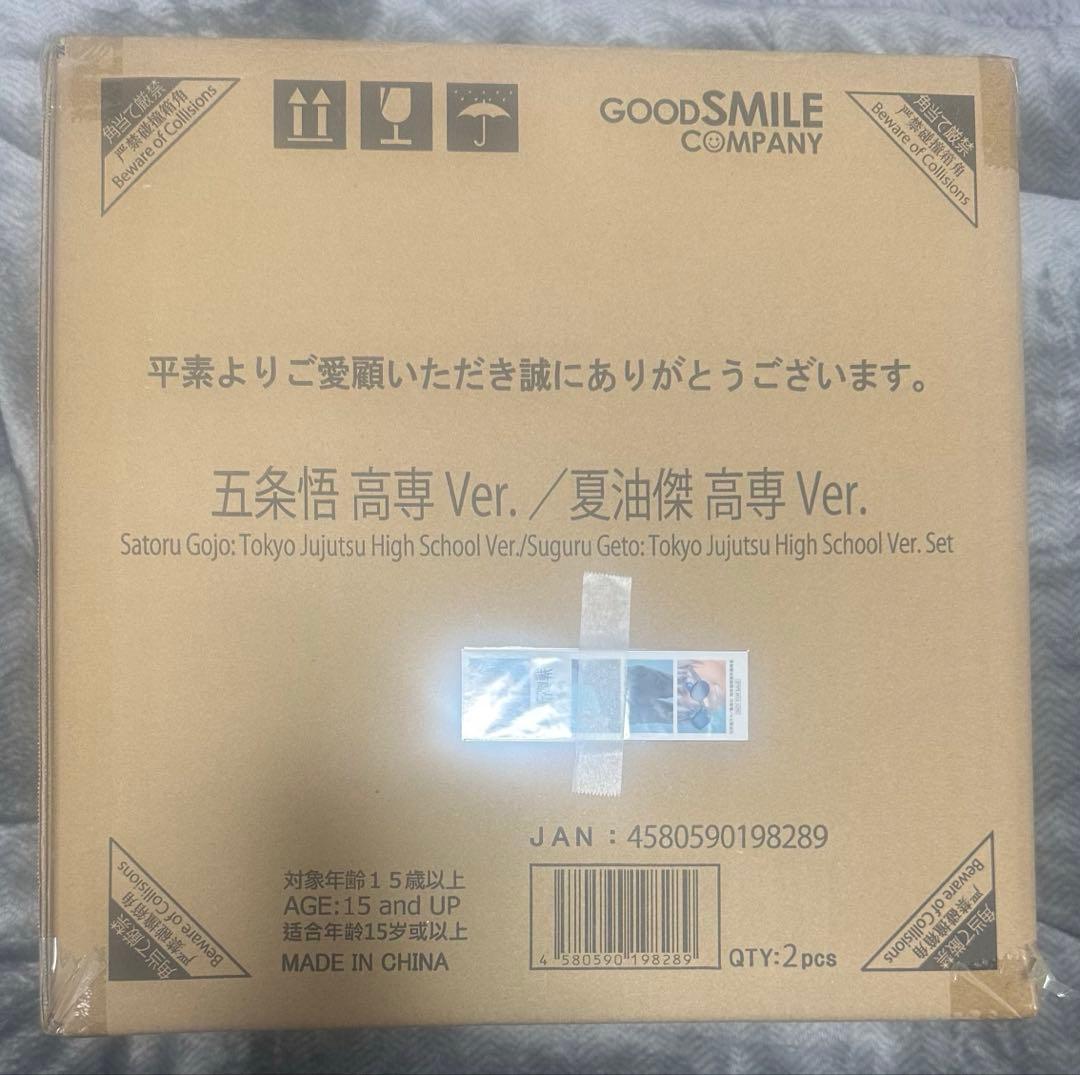 角当て厳禁
严禁碰撞箱角
Beware of Collisions
GOODSMILE
COMPANY
角当て厳禁
严禁碰撞箱角
Beware of Collisions
平素よりご愛顧いただき誠にありがとうございます。
五条悟 高専 Ver.／夏油傑 高専 Ver.
Satoru Gojo: Tokyo Jujutsu High School Ver./Suguru Geto: Tokyo Jujutsu High School Ver. Set
JAN：4580590198289
対象年齢１５歳以上
AGE:15 and UP
适合年龄15岁或以上
MADE IN CHINA
4 580590 198289
QTY:2pcs
角当て厳禁
严禁碰撞箱角
Beware of Collisions
角当て厳禁
严禁碰撞箱角
Beware of Collisions